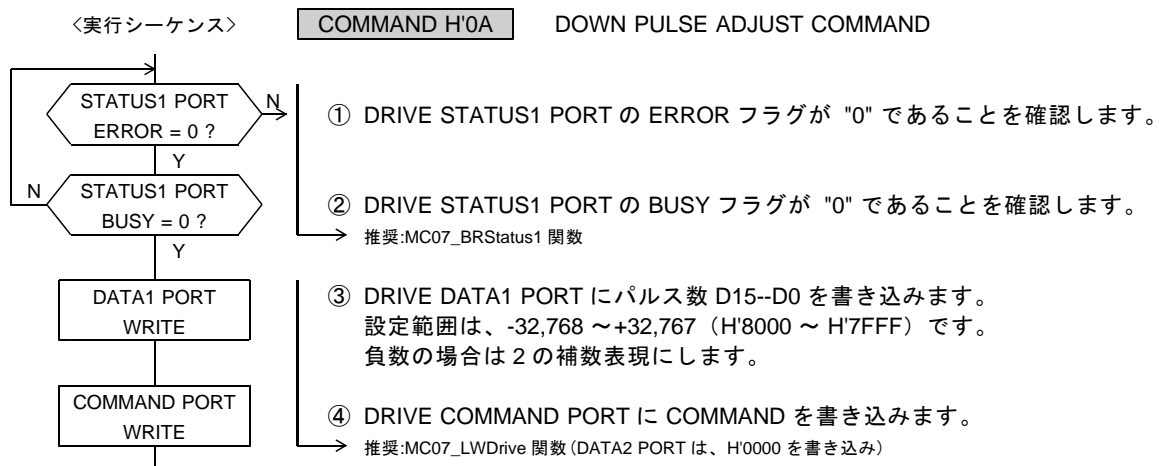 〈実行シーケンス〉 COMMAND H'0A DOWN PULSE ADJUST COMMAND
STATUS1 PORT
ERROR = 0 ?
N
Y
① DRIVE STATUS1 PORT の ERROR フラグが "0" であることを確認します。
N
STATUS1 PORT
BUSY = 0 ?
Y
② DRIVE STATUS1 PORT の BUSY フラグが "0" であることを確認します。
推奨:MC07_BRStatus1 関数
DATA1 PORT
WRITE
③ DRIVE DATA1 PORT にパルス数 D15--D0 を書き込みます。
設定範囲は、-32,768 ～+32,767（H'8000 ～ H'7FFF）です。
負数の場合は 2 の補数表現にします。
COMMAND PORT
WRITE
④ DRIVE COMMAND PORT に COMMAND を書き込みます。
推奨:MC07_LWDrive 関数(DATA2 PORT は、H'0000 を書き込み)